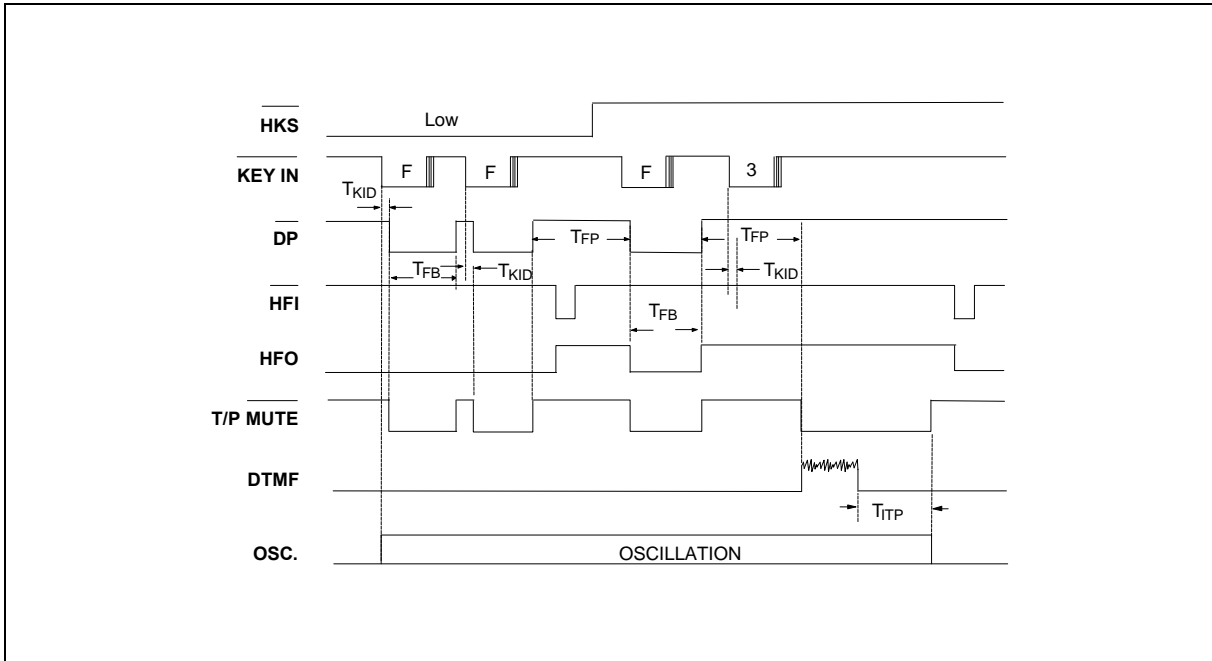 HKS
Low
KEY IN
F
F
F
3
TKID
DP
TFP
TFP
TFB
TKID
TKID
HFI
TFB
HFO
T/P MUTE
DTMF
TITP
OSC.
OSCILLATION